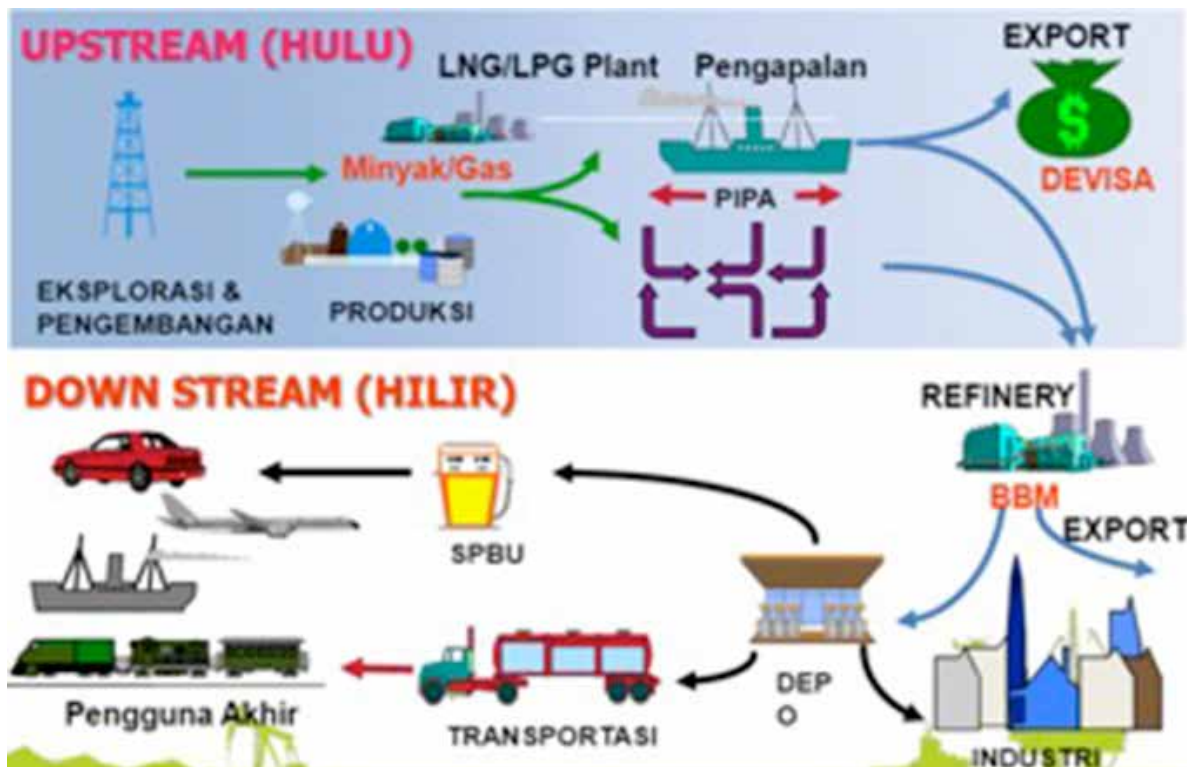 UPSTREAM (HULU)
LNG/LPG Plant
Pengapalan
EXPORT
$
DEVISA
Minyak/Gas
PIPA
EKSPLORASI &
PENGEMBANGAN
PRODUKSI
DOWN STREAM (HILIR)
REFINERY
BBM
EXPORT
SPBU
DEP
O
Pengguna Akhir
TRANSPORTASI
INDUSTRI